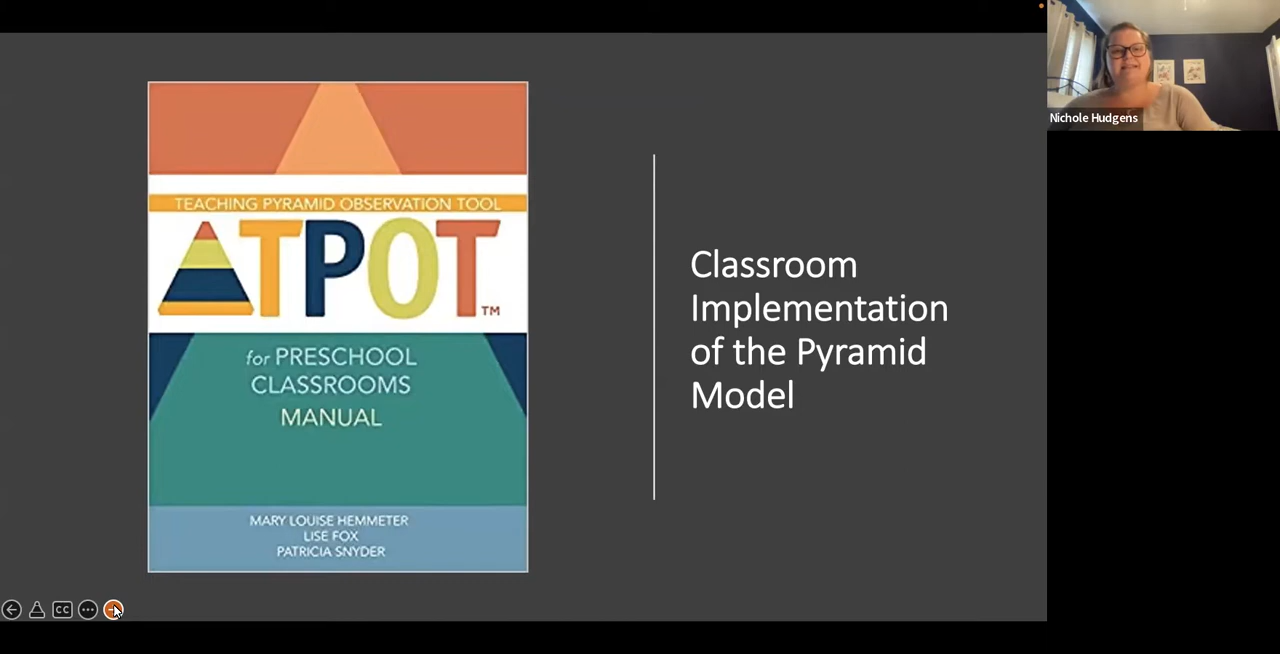 TEACHING PYRAMID OBSERVATION TOOL
TPOT™
for PRESCHOOL
CLASSROOMS
MANUAL
MARY LOUISE HEMMETER
LISE FOX
PATRICIA SNYDER
Classroom
Implementation
of the Pyramid
Model
Nichole Hudgens
CC